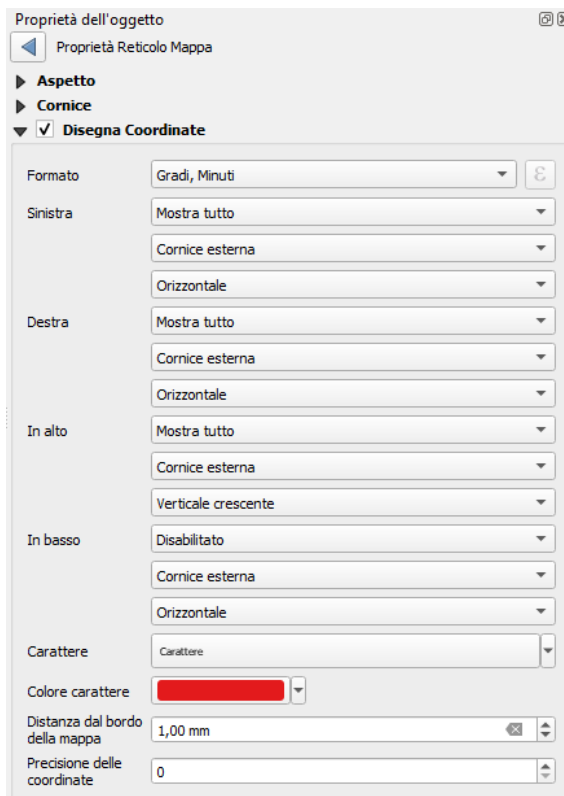 Proprietà dell'oggetto
Proprietà Reticolo Mappa
Aspetto
Cornice
Disegna Coordinate
Formato Gradi, Minuti ε
Sinistra Mostra tutto
Cornice esterna
Orizzontale
Destra Mostra tutto
Cornice esterna
Orizzontale
In alto Mostra tutto
Cornice esterna
Verticale crescente
In basso Disabilitato
Cornice esterna
Orizzontale
Carattere Carattere
Colore carattere
Distanza dal bordo
della mappa 1,00 mm
Precisione delle
coordinate 0